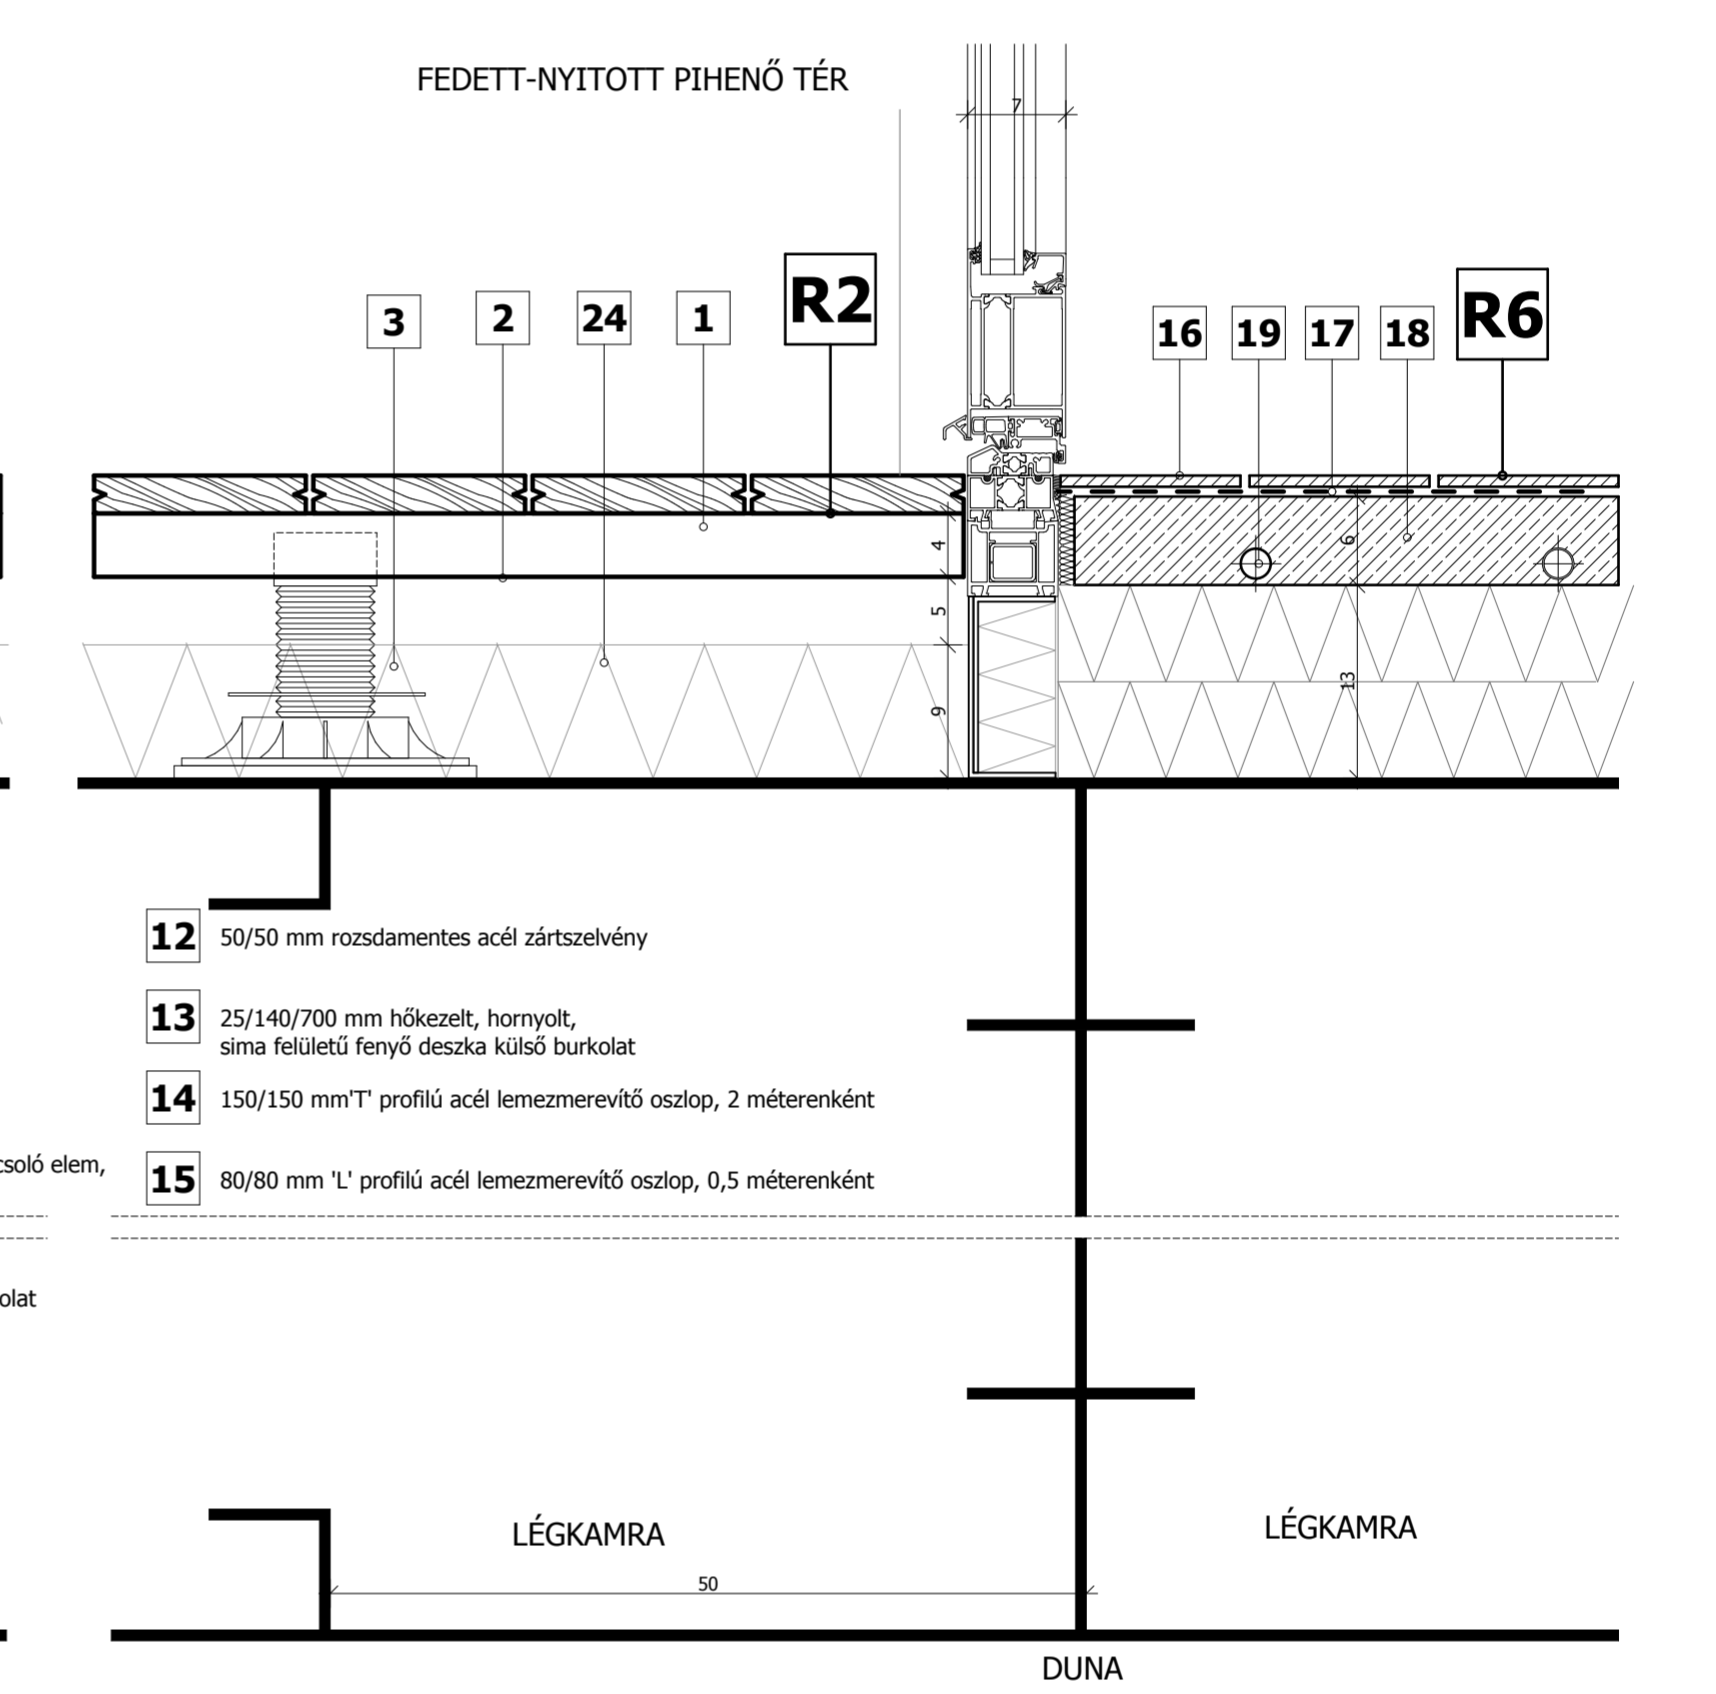 FEDETT-NYITOTT PIHENŐ TÉR
7
3
2
24
1
R2
16
19
17
18
R6
4
5
9
6
13
12 50/50 mm rozsdamentes acél zártszelvény
13 25/140/700 mm hőkezelt, hornyolt,
sima felületű fenyő deszka külső burkolat
14 150/150 mm'T' profilú acél lemezmerevítő oszlop, 2 méterenként
csoló elem,
15 80/80 mm 'L' profilú acél lemezmerevítő oszlop, 0,5 méterenként
olat
LÉGKAMRA
LÉGKAMRA
50
DUNA